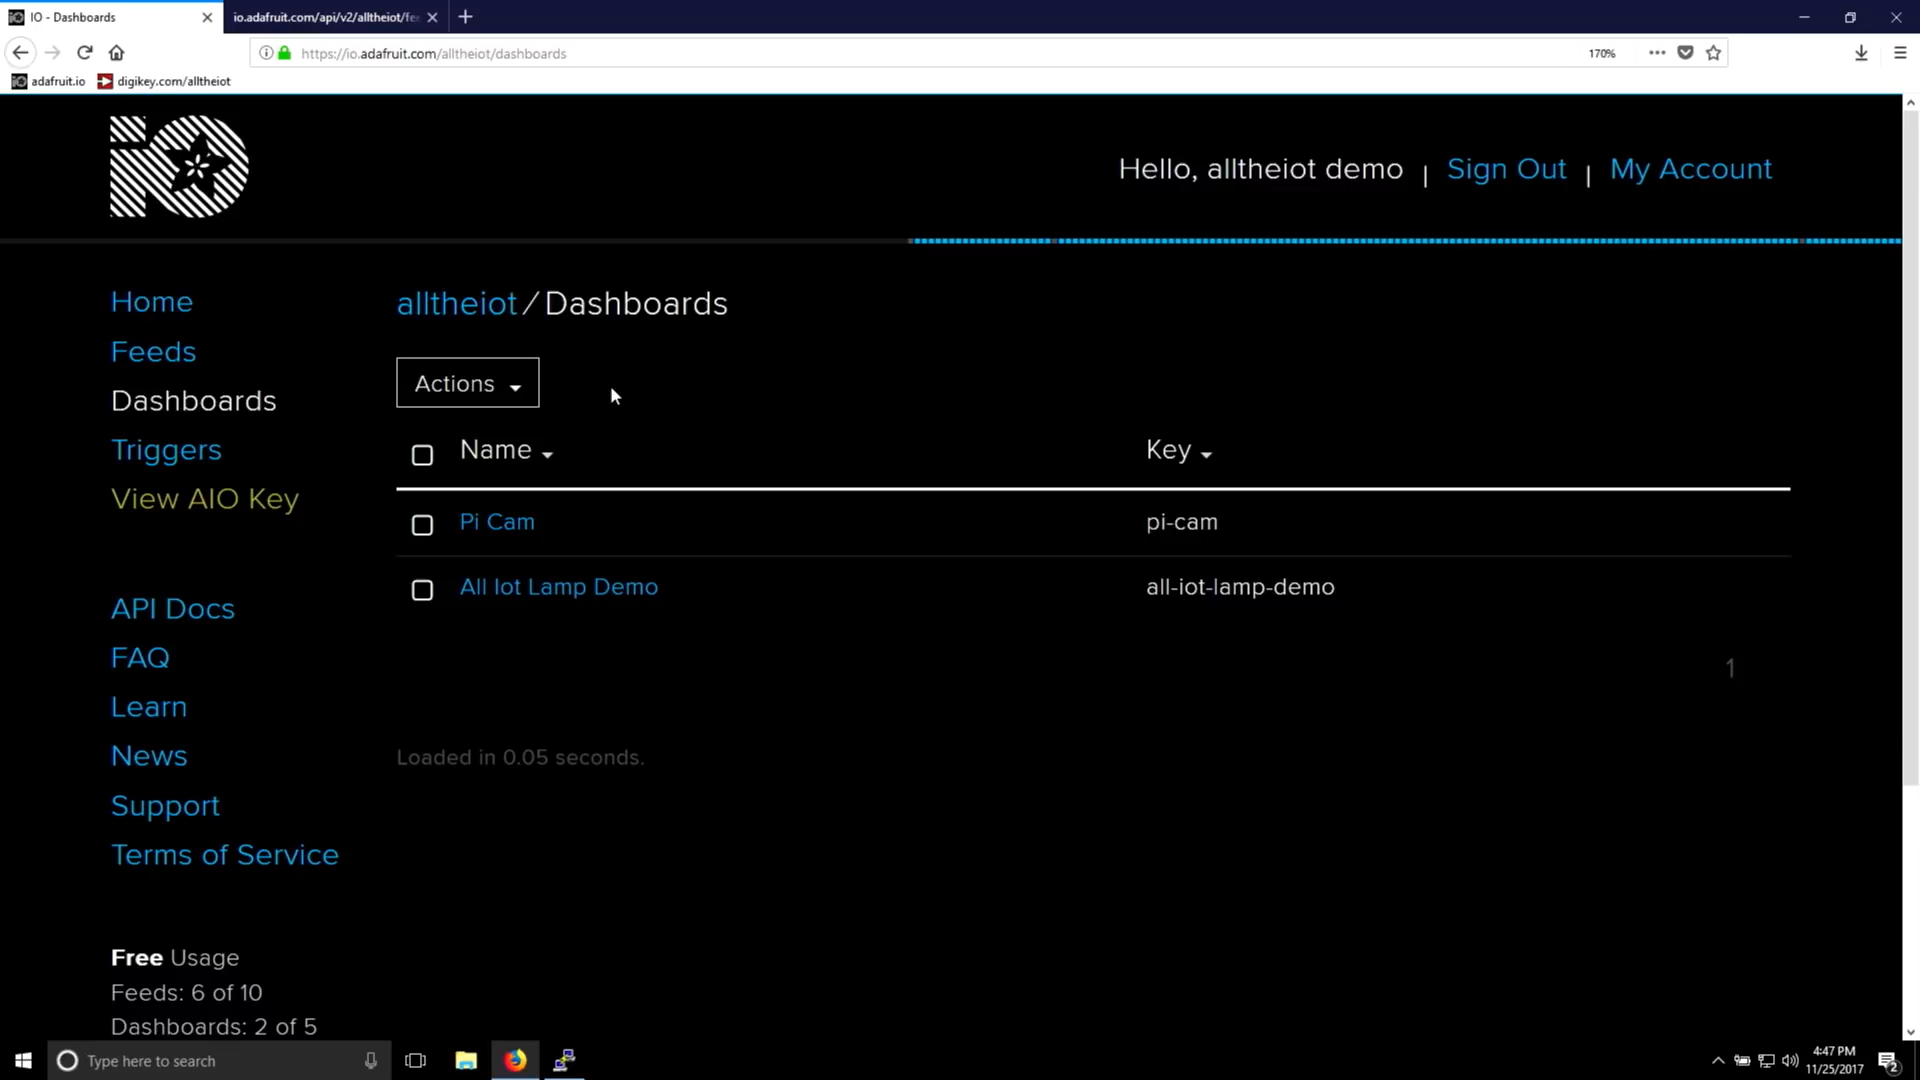 IO - Dashboards
io.adafruit.com/api/v2/alltheiot/fe
https://io.adafruit.com/alltheiot/dashboards
170%
adafruit.io
digikey.com/alltheiot
io
Hello, alltheiot demo | Sign Out | My Account
Home
Feeds
Dashboards
Triggers
View AIO Key
API Docs
FAQ
Learn
News
Support
Terms of Service
Free Usage
Feeds: 6 of 10
Dashboards: 2 of 5
alltheiot / Dashboards
Actions
Name
Key
Pi Cam
pi-cam
All Iot Lamp Demo
all-iot-lamp-demo
1
Loaded in 0.05 seconds.
Type here to search
4:47 PM
11/25/2017
2